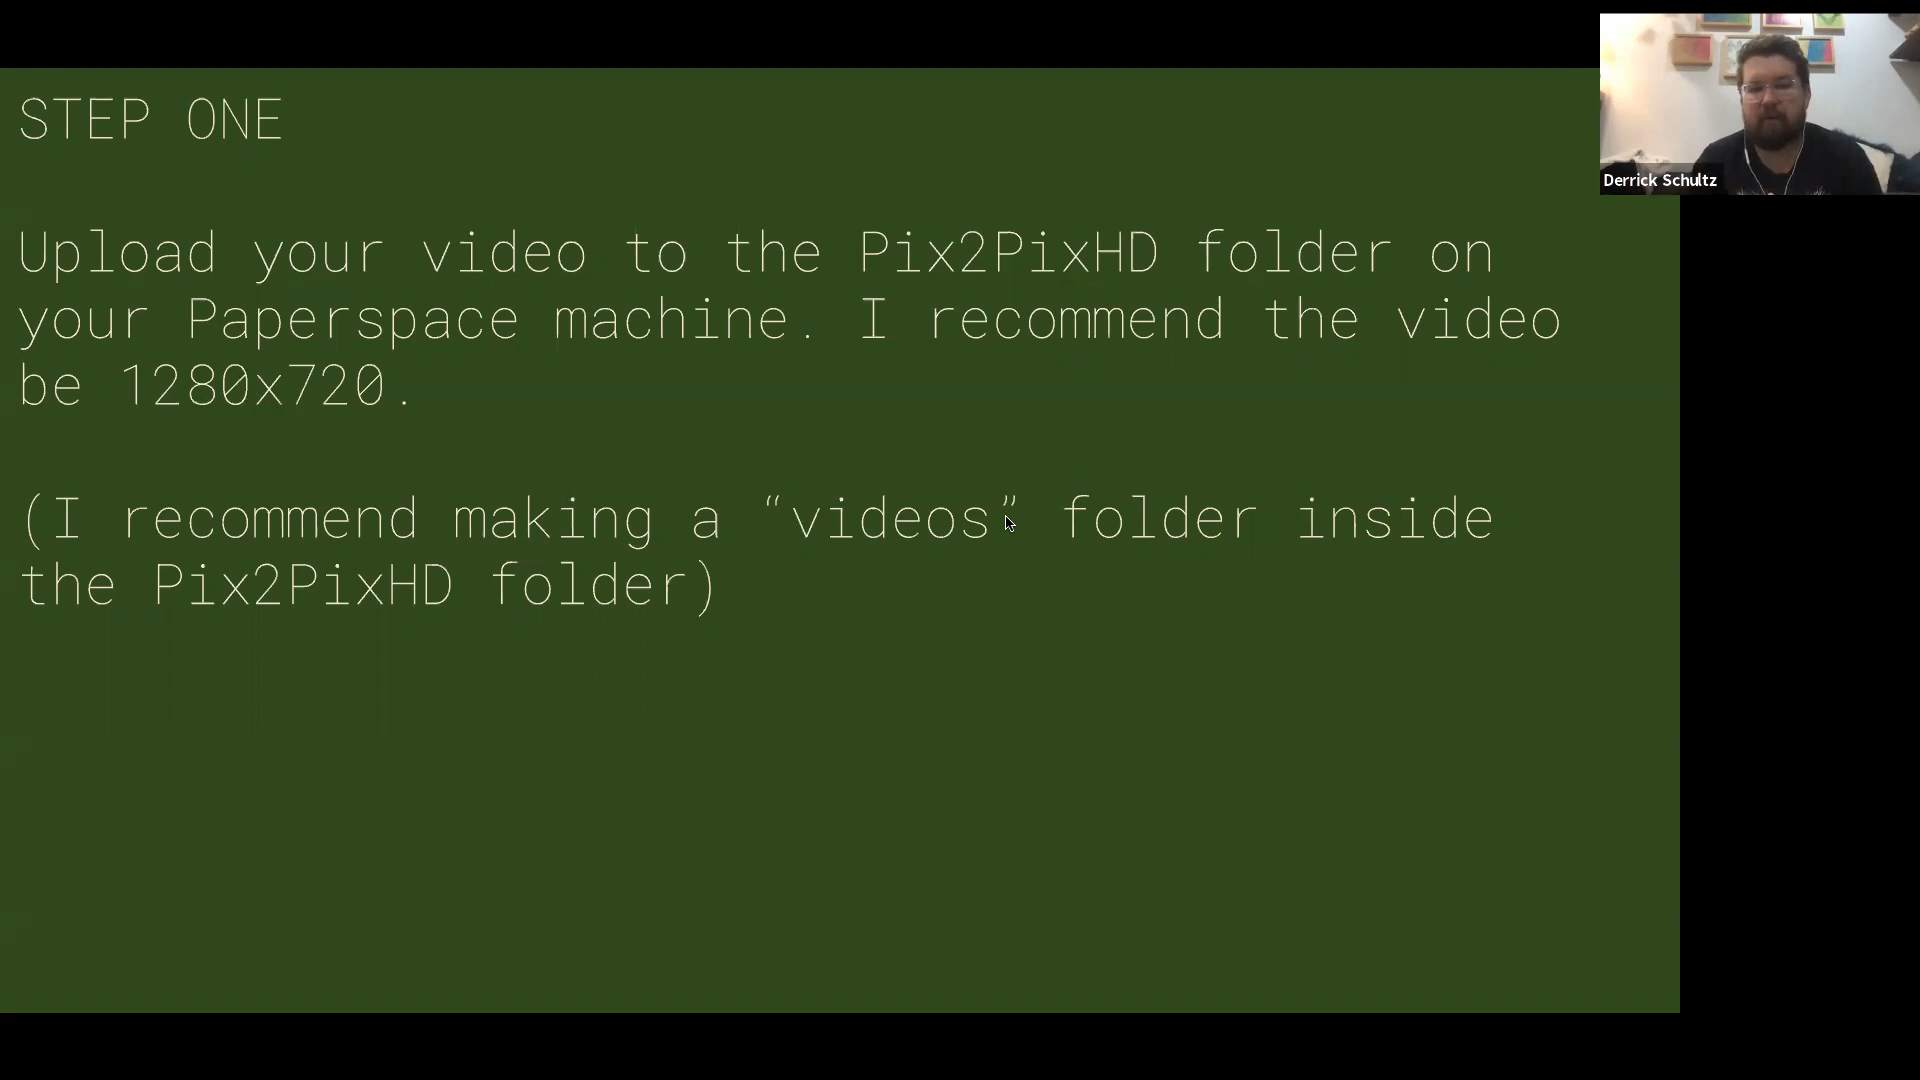 STEP ONE
Upload your video to the Pix2PixHD folder on
your Paperspace machine. I recommend the video
be 1280x720.
(I recommend making a “videos” folder inside
the Pix2PixHD folder)
Derrick Schultz